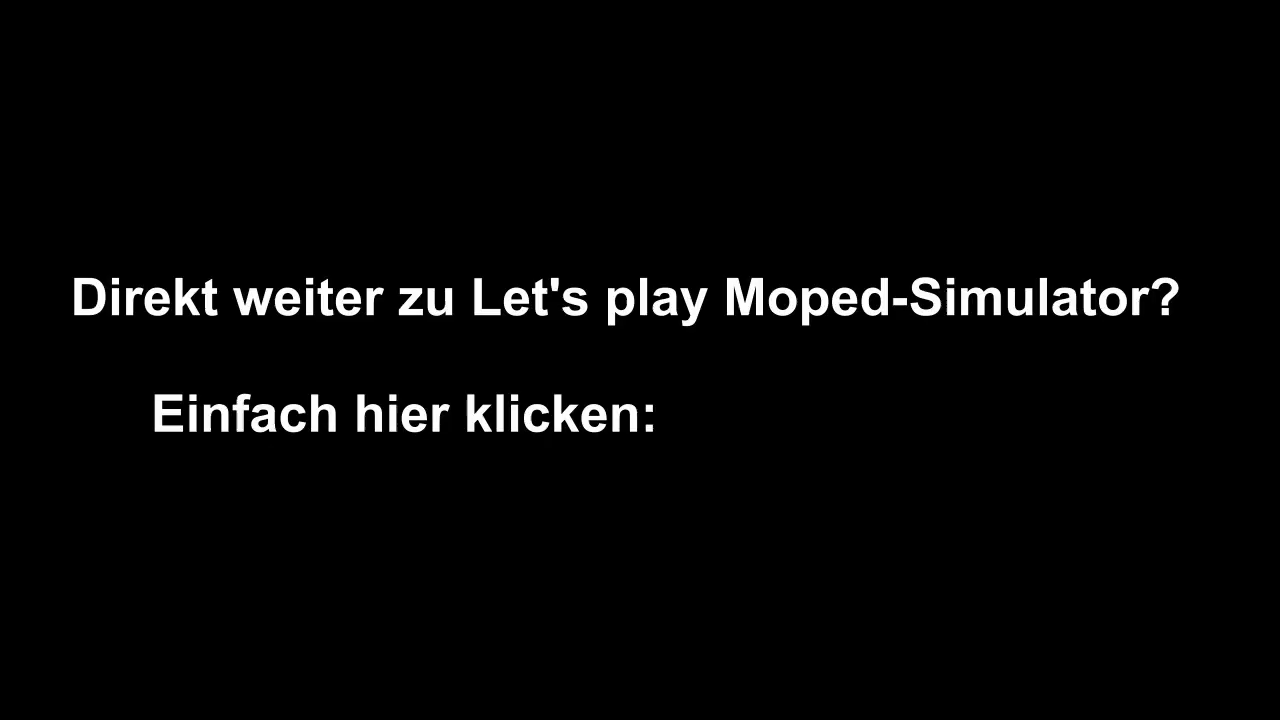 Direkt weiter zu Let's play Moped-Simulator?
Einfach hier klicken: